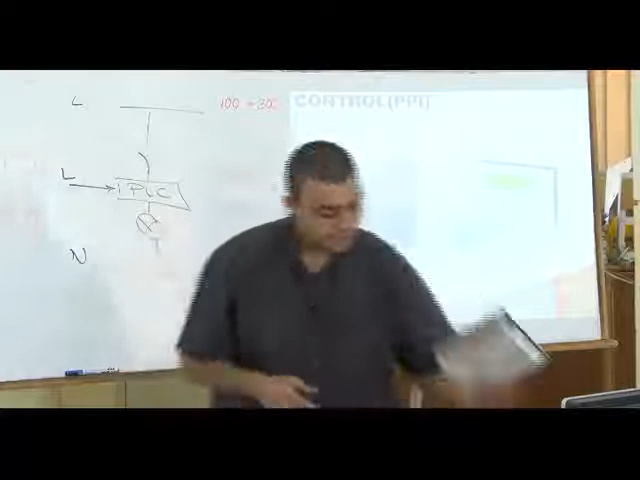 L
100 → 300
CONTROL(PPI)
L
PLC
N